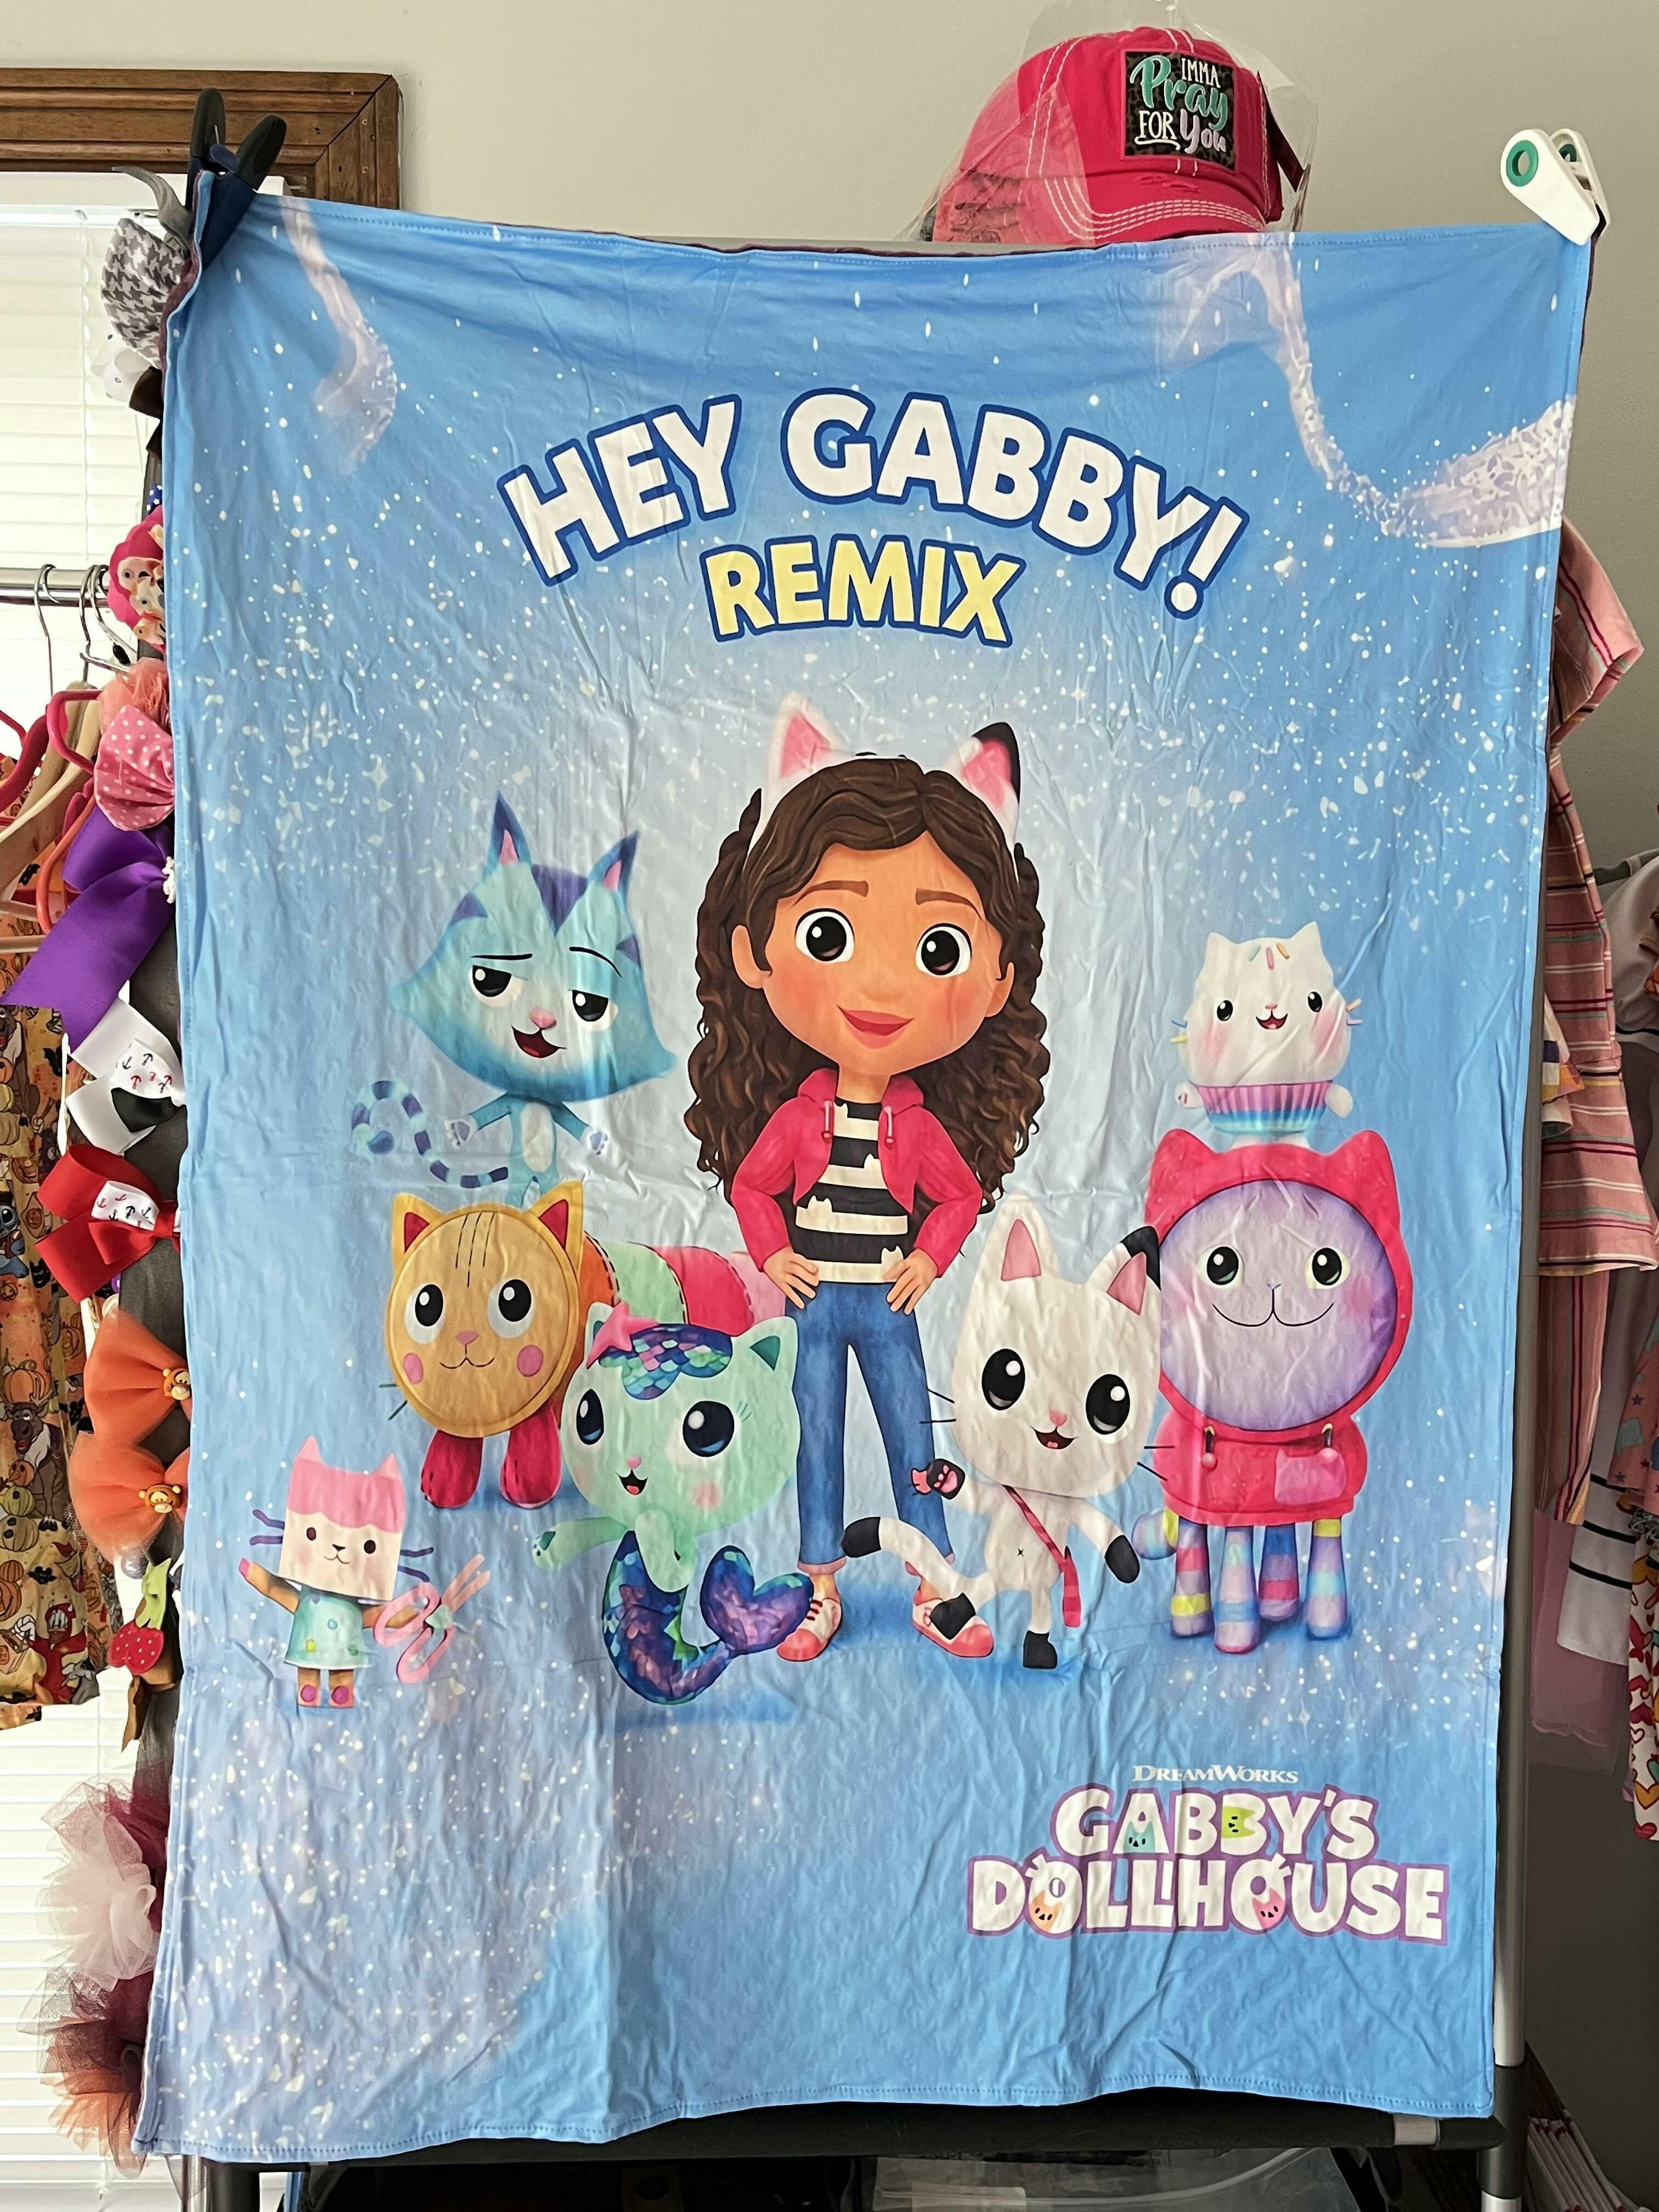 IMMA
Pray
FOR You
HEY GABBY!
REMIX
DREAMWORKS
GABBY'S
DOLLHOUSE